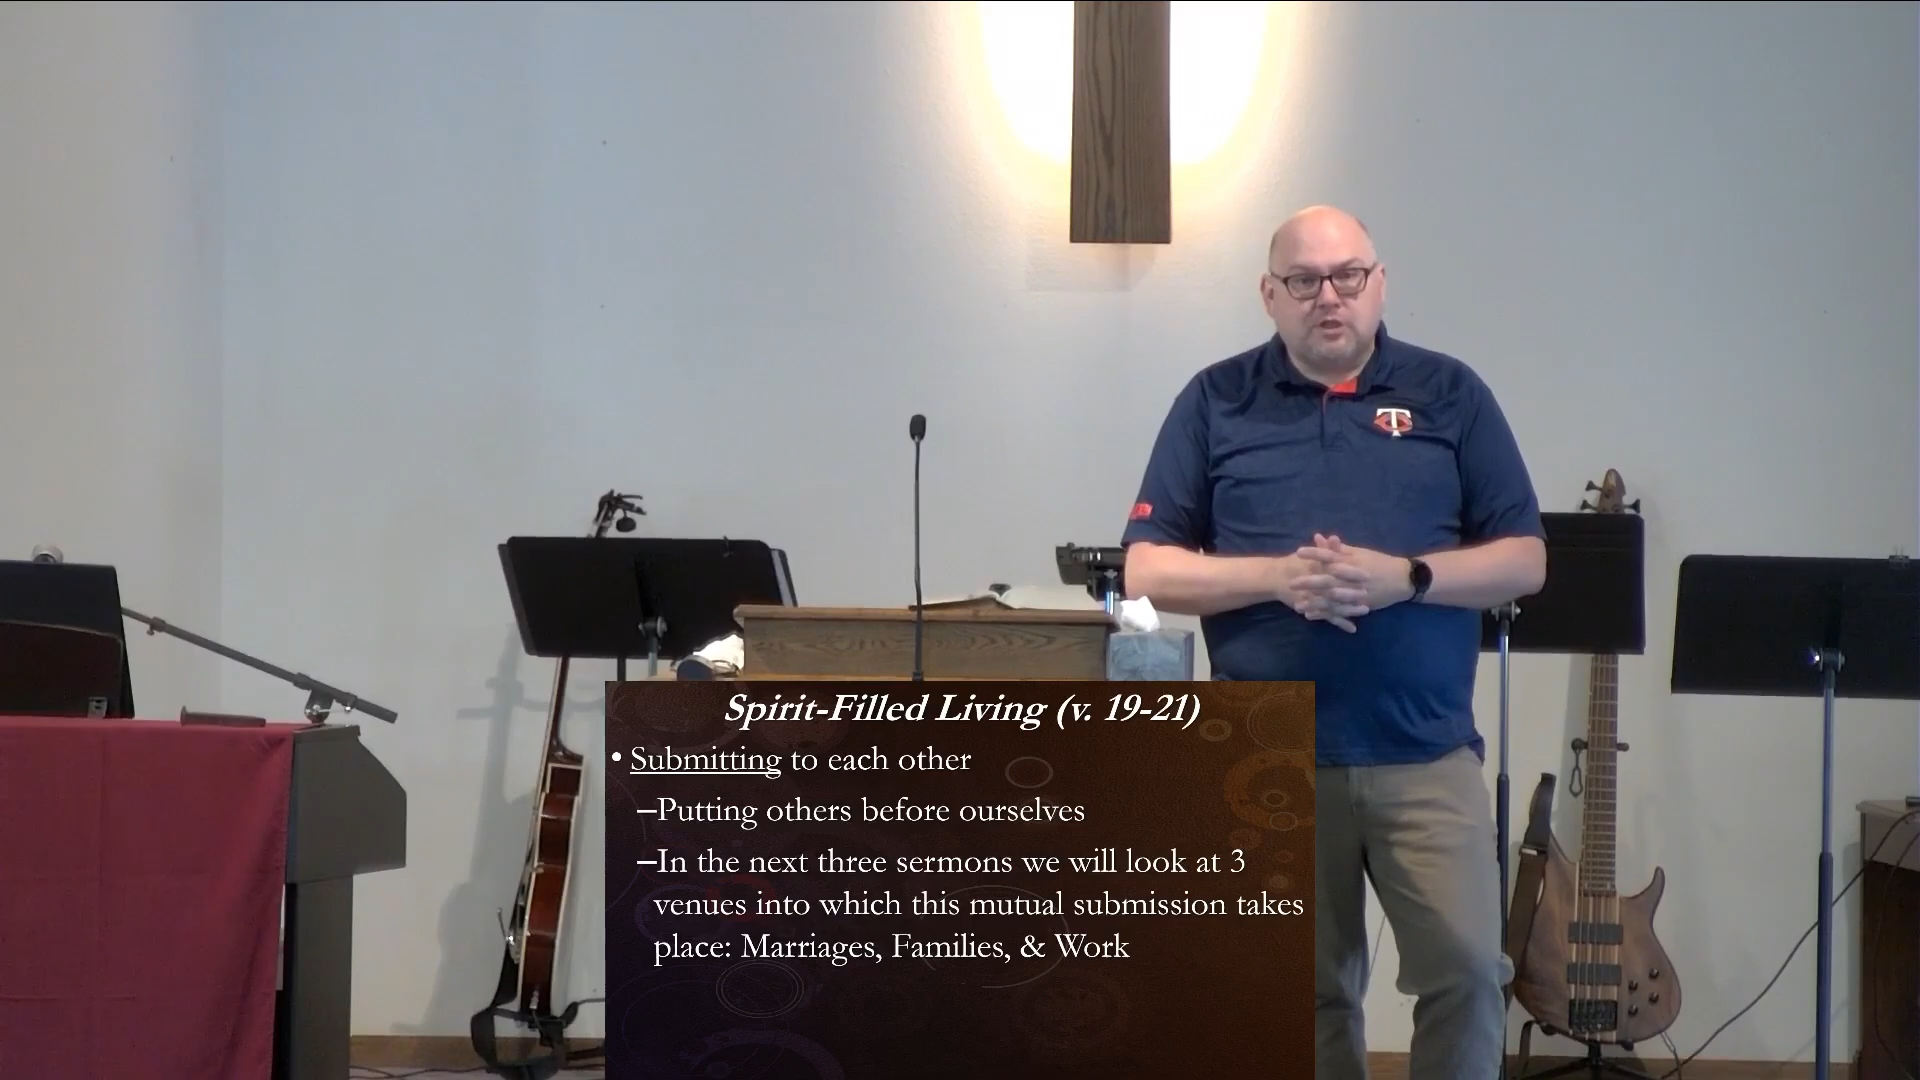 TC
Spirit-Filled Living (v. 19-21)
• Submitting to each other
–Putting others before ourselves
–In the next three sermons we will look at 3
venues into which this mutual submission takes
place: Marriages, Families, & Work